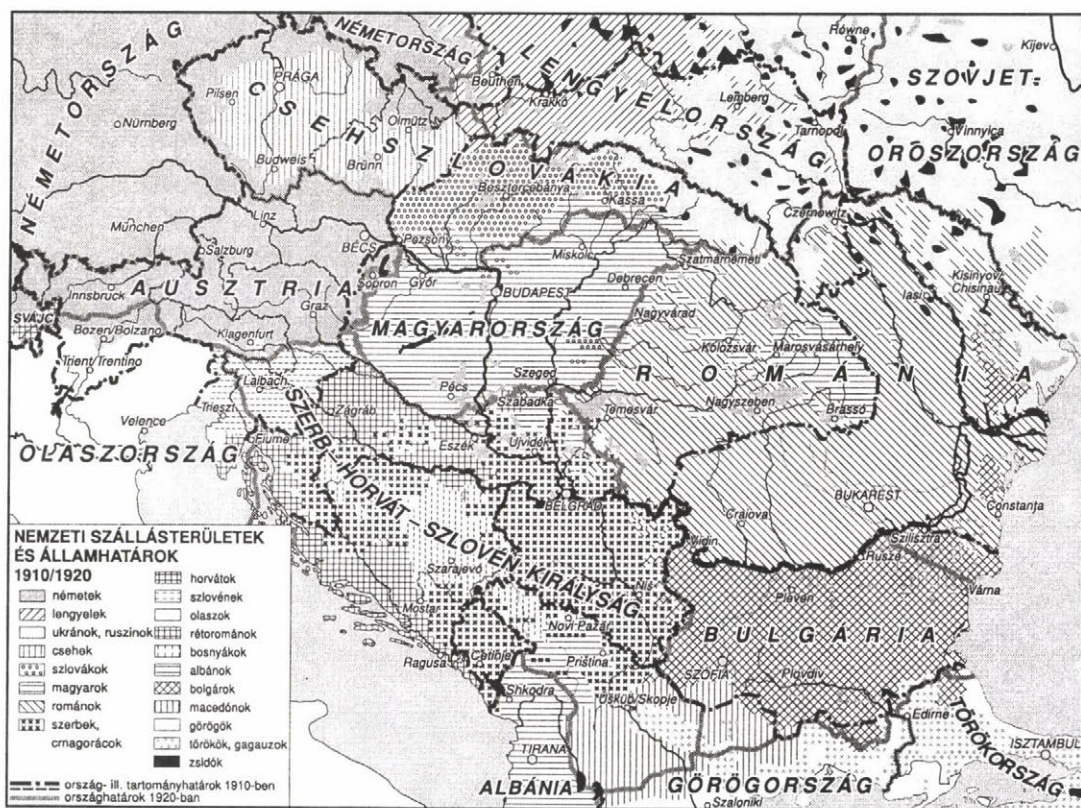 NÉMETORSZÁG
NÉMETORSZÁG
LENGYELORSZÁG
SZOVJET-
OROSZORSZÁG
Rowne
Kijevo
Beuthen
Krakkó
Lemberg
Tarnopol
Vinnyica
PRÁGA
Pilsen
Nürnberg
CSEHSZLOVÁKIA
Olmütz
Budweis
Brünn
Besztercebánya
Kassa
Czernowitz
München
Linz
Salzburg
BÉCS
Pozsony
Miskolc
Szatmárnémeti
Kisinyov/
Chisinau
Sopron
Győr
BUDAPEST
Debrecen
Iasi
AUSZTRIA
Innsbruck
Graz
SVÁJC
Klagenfurt
Bozen/Bolzano
MAGYARORSZÁG
Nagyvárad
Kolozsvár
Marosvásárhely
Trient/Trentino
Laibach
Szeged
ROMÁNIA
Pécs
Szabadka
Nagyszeben
Brassó
Trieszt
Zágráb
Temesvár
Velence
Fiume
Eszék
Újvidék
OLASZORSZÁG
SZERB-HORVÁT-SZLOVÉN KIRÁLYSÁG
BELGRÁD
BUKAREST
Craiova
Constanta
Vidin
Szilisztra
Rusze
Szarajevó
Niš
Várna
Mostar
Pleven
Novi Pazar
BULGÁRIA
Ragusa
Cetinje
Priština
SZÓFIA
Plovdiv
Shkodra
Üsküb/Skopje
Edirne
TÖRÖKORSZÁG
ISZTAMBUL
TIRANA
ALBÁNIA
GÖRÖGORSZÁG
Szaloniki
NEMZETI SZÁLLÁSTERÜLETEK
ÉS ÁLLAMHATÁROK
1910/1920
németek
lengyelek
ukránok, ruszinok
csehek
szlovákok
magyarok
románok
szerbek,
crnagorácok
horvátok
szlovének
olaszok
rétorománok
bosnyákok
albánok
bolgárok
macedónok
görögök
törökök, gagauzok
zsidók
ország- ill. tartományhatárok 1910-ben
országhatárok 1920-ban